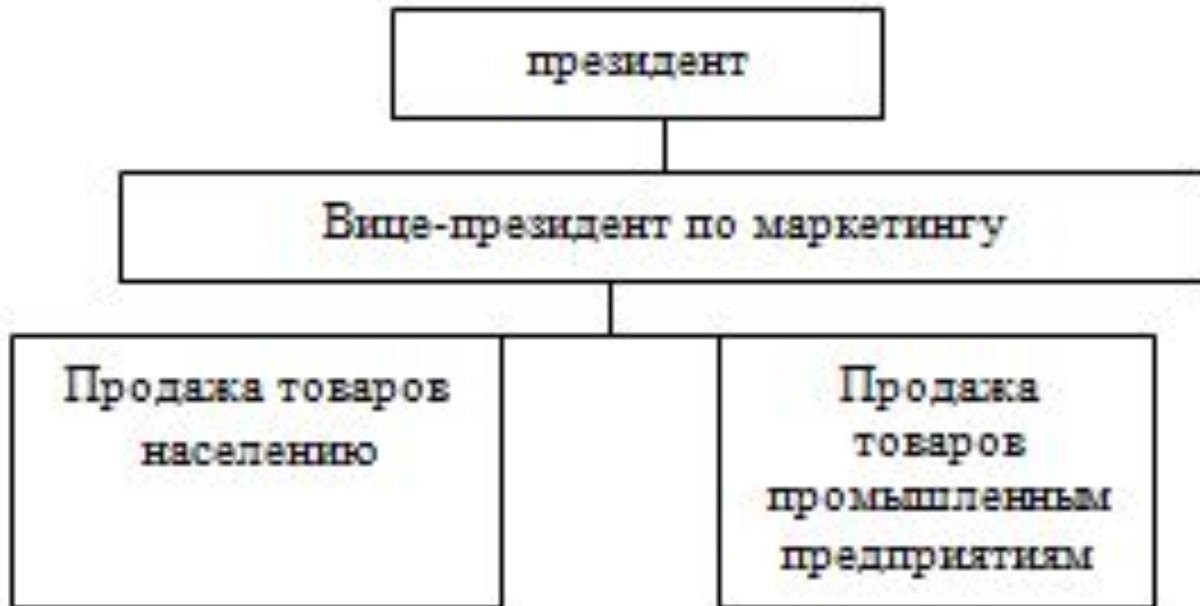 президент
Вице-президент по маркетингу
Продажа товаров
населению
Продажа
товаров
промышленным
предприятиям